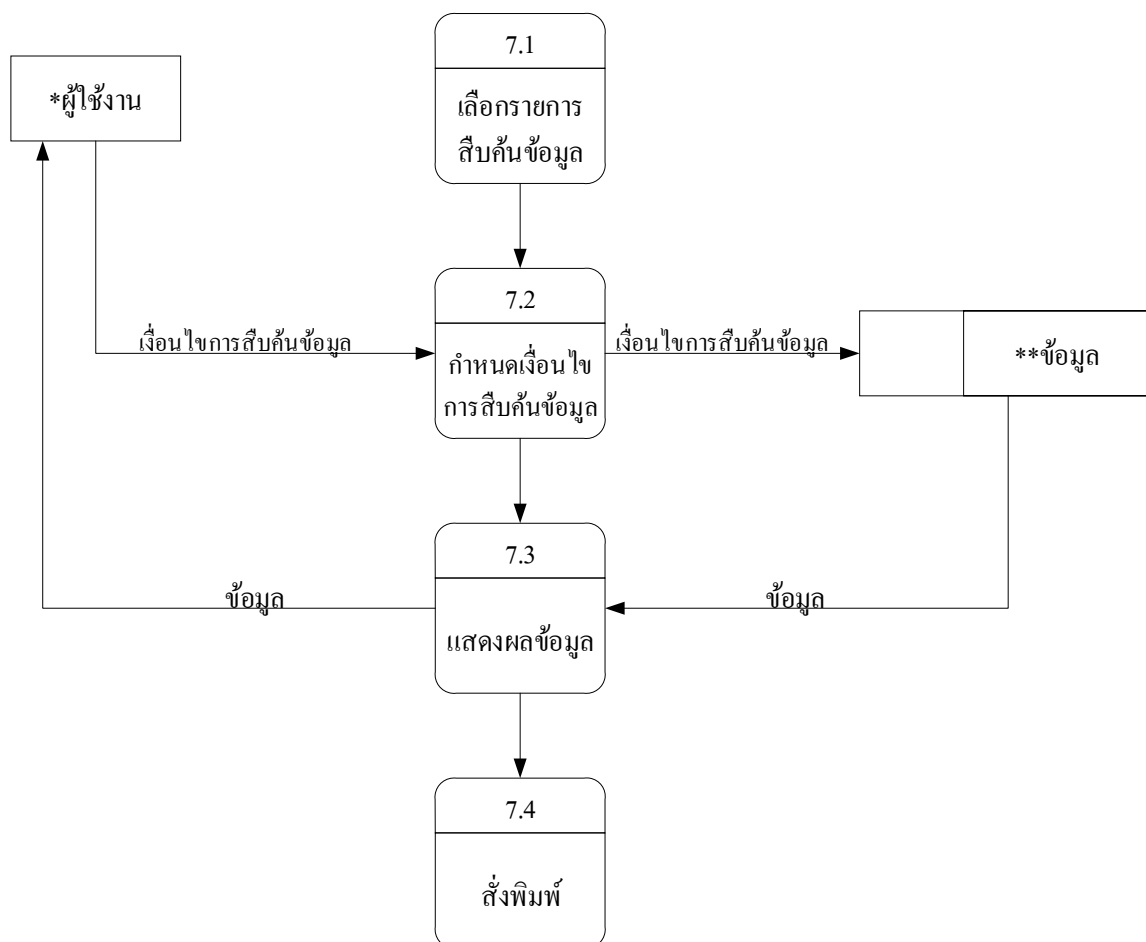 7.1
*ผู้ใช้งาน
เลือกรายการ
สืบค้นข้อมูล
7.2
เงื่อนไขการสืบค้นข้อมูล
เงื่อนไขการสืบค้นข้อมูล
**ข้อมูล
กำหนดเงื่อนไข
การสืบค้นข้อมูล
7.3
ข้อมูล
ข้อมูล
แสดงผลข้อมูล
7.4
สั่งพิมพ์